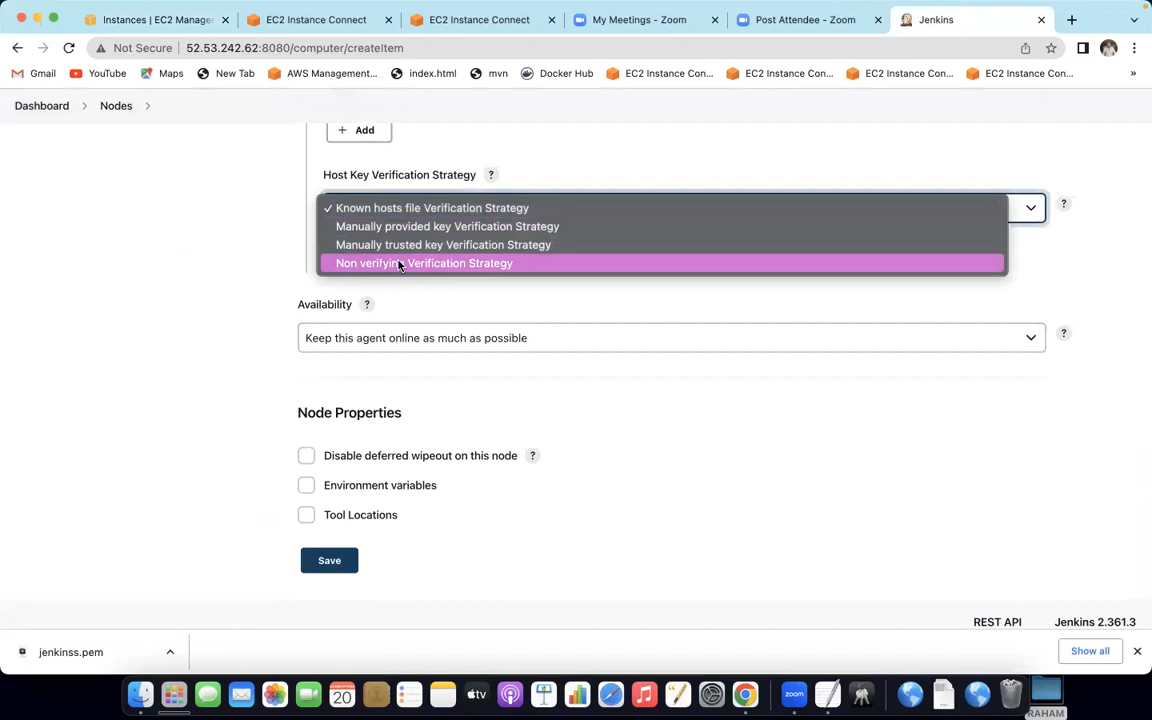 Instances | EC2 Manage
EC2 Instance Connect
EC2 Instance Connect
My Meetings - Zoom
Post Attendee - Zoom
Jenkins
Not Secure
52.53.242.62:8080/computer/createItem
Gmail
YouTube
Maps
New Tab
AWS Management...
index.html
mvn
Docker Hub
EC2 Instance Con...
EC2 Instance Con...
EC2 Instance Con...
EC2 Instance Con...
»
Dashboard
Nodes
+ Add
Host Key Verification Strategy ?
✓ Known hosts file Verification Strategy
?
Manually provided key Verification Strategy
Manually trusted key Verification Strategy
Non verifying Verification Strategy
Availability ?
Keep this agent online as much as possible
?
Node Properties
Disable deferred wipeout on this node ?
Environment variables
Tool Locations
Save
REST API
Jenkins 2.361.3
jenkinss.pem
Show all
20
tv
zoom
RAHAM